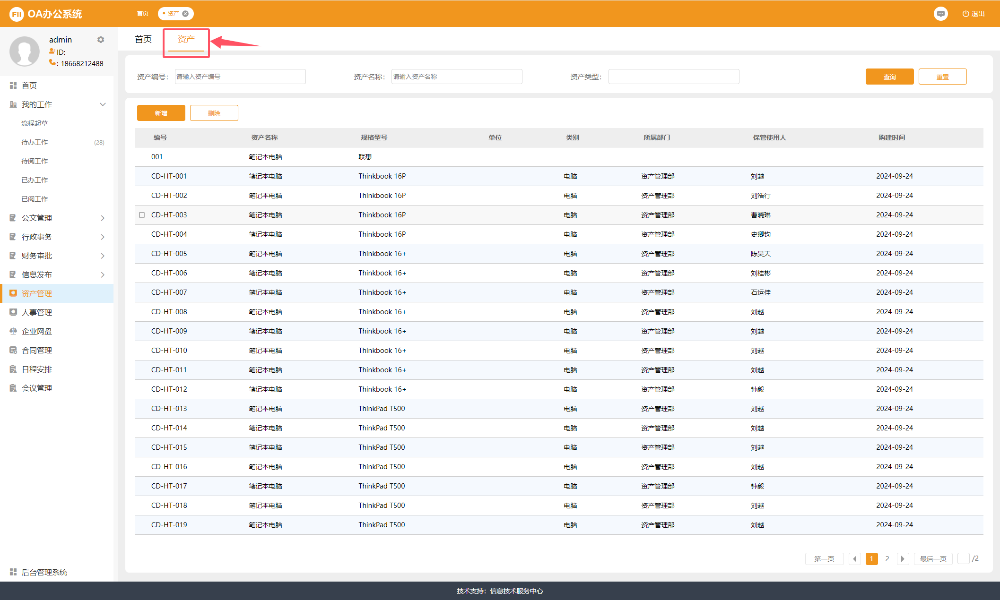 FII OA办公系统 首页 • 资产 退出
首页 资产
admin
ID:
: 18668212488
资产编号： 请输入资产编号 资产名称： 请输入资产名称 资产类型： 查询 重置
首页
我的工作
流程起草
待办工作 (28)
待阅工作
已办工作
已阅工作
公文管理
行政事务
财务审批
信息发布
资产管理
人事管理
企业网盘
合同管理
日程安排
会议管理
后台管理系统
新增 删除
编号 资产名称 规格型号 单位 类别 所属部门 保管使用人 购建时间
001 笔记本电脑 联想
CD-HT-001 笔记本电脑 Thinkbook 16P 电脑 资产管理部 刘越 2024-09-24
CD-HT-002 笔记本电脑 Thinkbook 16P 电脑 资产管理部 刘浩行 2024-09-24
CD-HT-003 笔记本电脑 Thinkbook 16P 电脑 资产管理部 曹晓琳 2024-09-24
CD-HT-004 笔记本电脑 Thinkbook 16P 电脑 资产管理部 史卿钧 2024-09-24
CD-HT-005 笔记本电脑 Thinkbook 16+ 电脑 资产管理部 陈昊天 2024-09-24
CD-HT-006 笔记本电脑 Thinkbook 16+ 电脑 资产管理部 刘桂彬 2024-09-24
CD-HT-007 笔记本电脑 Thinkbook 16+ 电脑 资产管理部 石运佳 2024-09-24
CD-HT-008 笔记本电脑 Thinkbook 16+ 电脑 资产管理部 刘越 2024-09-24
CD-HT-009 笔记本电脑 Thinkbook 16+ 电脑 资产管理部 刘越 2024-09-24
CD-HT-010 笔记本电脑 Thinkbook 16+ 电脑 资产管理部 刘越 2024-09-24
CD-HT-011 笔记本电脑 Thinkbook 16+ 电脑 资产管理部 刘越 2024-09-24
CD-HT-012 笔记本电脑 Thinkbook 16+ 电脑 资产管理部 钟毅 2024-09-24
CD-HT-013 笔记本电脑 ThinkPad T500 电脑 资产管理部 刘越 2024-09-24
CD-HT-014 笔记本电脑 ThinkPad T500 电脑 资产管理部 刘越 2024-09-24
CD-HT-015 笔记本电脑 ThinkPad T500 电脑 资产管理部 刘越 2024-09-24
CD-HT-016 笔记本电脑 ThinkPad T500 电脑 资产管理部 刘越 2024-09-24
CD-HT-017 笔记本电脑 ThinkPad T500 电脑 资产管理部 钟毅 2024-09-24
CD-HT-018 笔记本电脑 ThinkPad T500 电脑 资产管理部 刘越 2024-09-24
CD-HT-019 笔记本电脑 ThinkPad T500 电脑 资产管理部 刘越 2024-09-24
第一页 1 2 最后一页 /2
技术支持：信息技术服务中心